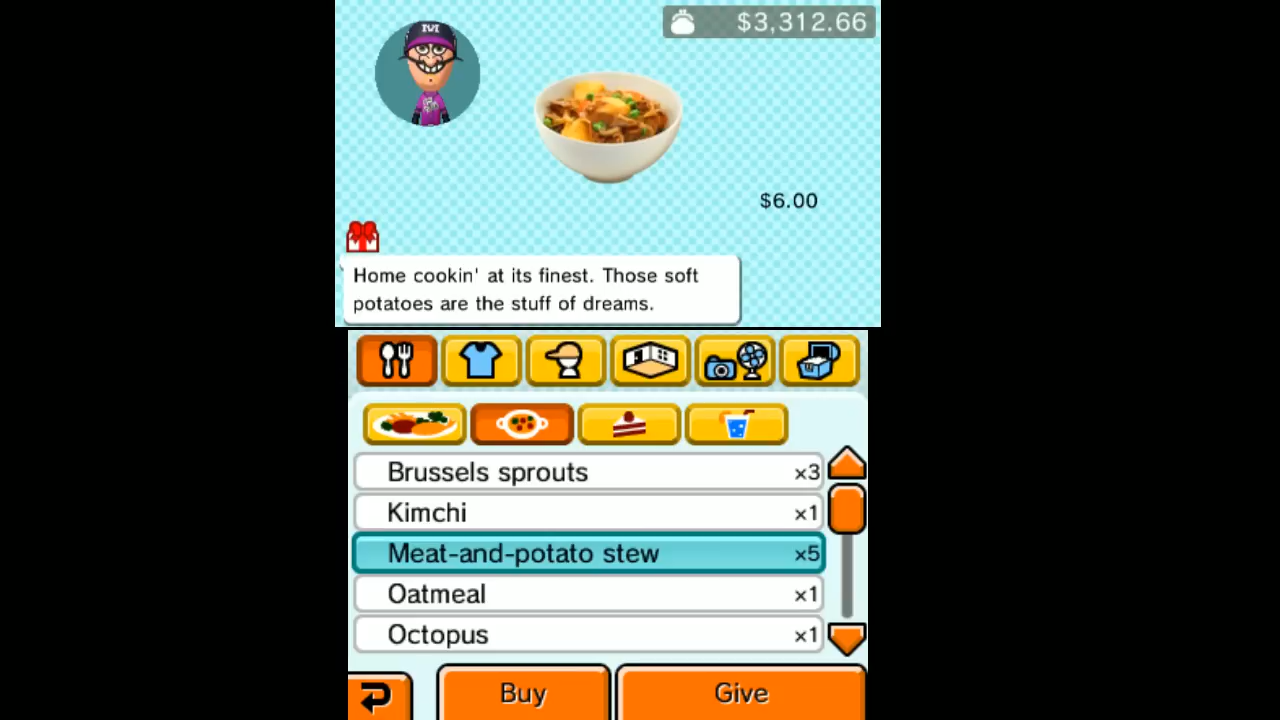 $3,312.66
$6.00
Home cookin' at its finest. Those soft
potatoes are the stuff of dreams.
Brussels sprouts ×3
Kimchi ×1
Meat-and-potato stew ×5
Oatmeal ×1
Octopus ×1
Buy
Give